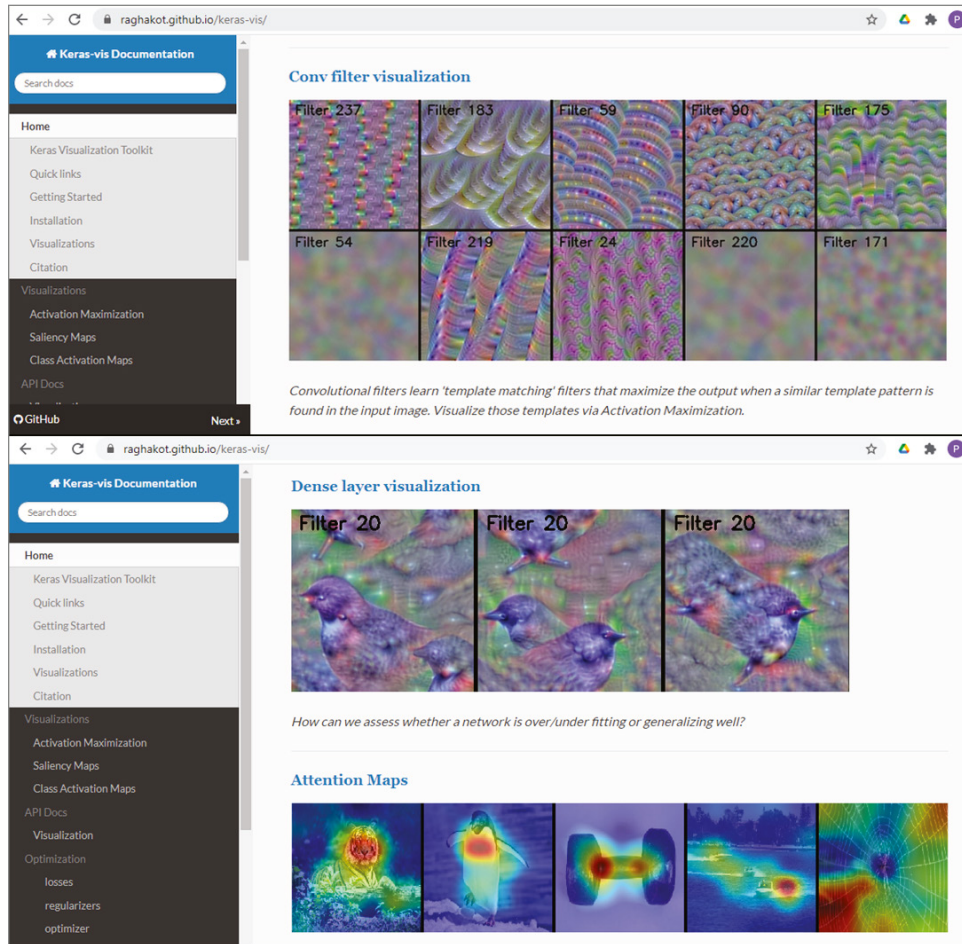 raghakot.github.io/keras-vis/
P
Keras-vis Documentation
Search docs
Home
Keras Visualization Toolkit
Quick links
Getting Started
Installation
Visualizations
Citation
Visualizations
Activation Maximization
Saliency Maps
Class Activation Maps
API Docs
GitHub
Next »
Conv filter visualization
Filter 237 Filter 183 Filter 59 Filter 90 Filter 175
Filter 54 Filter 219 Filter 24 Filter 220 Filter 171
Convolutional filters learn 'template matching' filters that maximize the output when a similar template pattern is
found in the input image. Visualize those templates via Activation Maximization.
raghakot.github.io/keras-vis/
P
Keras-vis Documentation
Search docs
Home
Keras Visualization Toolkit
Quick links
Getting Started
Installation
Visualizations
Citation
Visualizations
Activation Maximization
Saliency Maps
Class Activation Maps
API Docs
Visualization
Optimization
losses
regularizers
optimizer
Dense layer visualization
Filter 20 Filter 20 Filter 20
How can we assess whether a network is over/under fitting or generalizing well?
Attention Maps